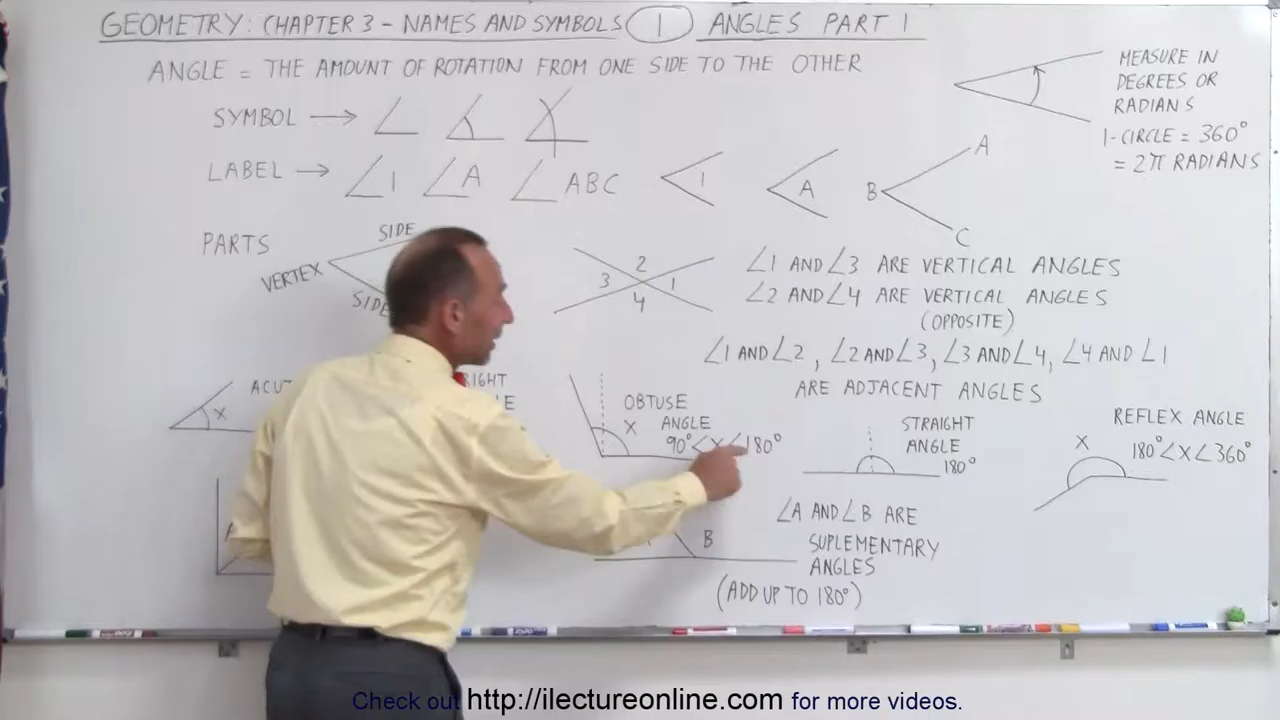 GEOMETRY: CHAPTER 3 - NAMES AND SYMBOLS 1 ANGLES PART 1
ANGLE = THE AMOUNT OF ROTATION FROM ONE SIDE TO THE OTHER
MEASURE IN
DEGREES OR
RADIANS
1-CIRCLE = 360°
= 2π RADIANS
SYMBOL → ∠
LABEL → ∠1 ∠A ∠ABC 1 A
A
B
C
PARTS
SIDE
VERTEX
SIDE
2
3 1
4
∠1 AND ∠3 ARE VERTICAL ANGLES
∠2 AND ∠4 ARE VERTICAL ANGLES
(OPPOSITE)
∠1 AND ∠2, ∠2 AND ∠3, ∠3 AND ∠4, ∠4 AND ∠1
ARE ADJACENT ANGLES
X
OBTUSE
ANGLE
X
90° < X < 180°
STRAIGHT
ANGLE
180°
REFLEX ANGLE
X
180° < X < 360°
B
∠A AND ∠B ARE
SUPLEMENTARY
ANGLES
(ADD UP TO 180°)
Check out http://ilectureonline.com for more videos.